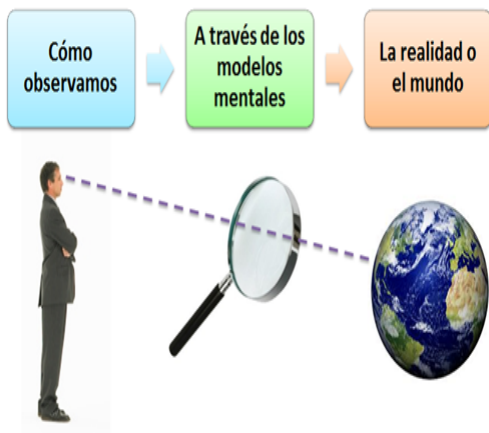 Cómo
observamos
A través de los
modelos
mentales
La realidad o
el mundo